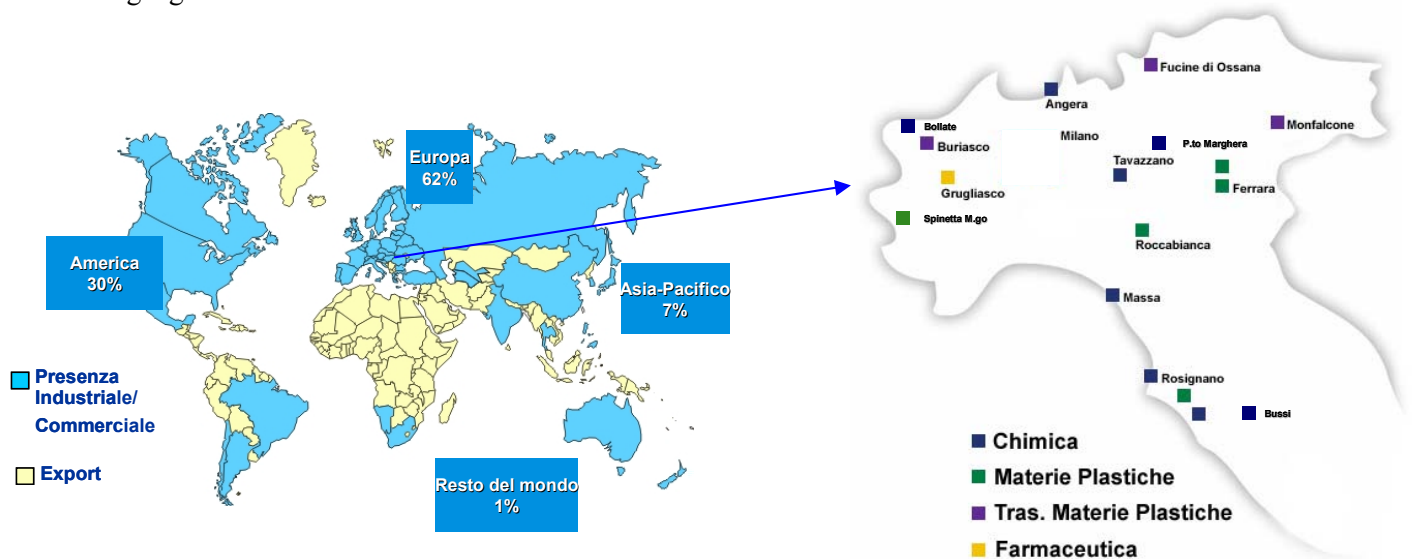 Europa
62%
America
30%
Asia-Pacifico
7%
Resto del mondo
1%
Presenza
Industriale/
Commerciale
Export
Fucine di Ossana
Angera
Bollate
Milano
Monfalcone
Buriasco
P.to Marghera
Tavazzano
Grugliasco
Ferrara
Spinetta M.go
Roccabianca
Massa
Rosignano
Bussi
Chimica
Materie Plastiche
Tras. Materie Plastiche
Farmaceutica